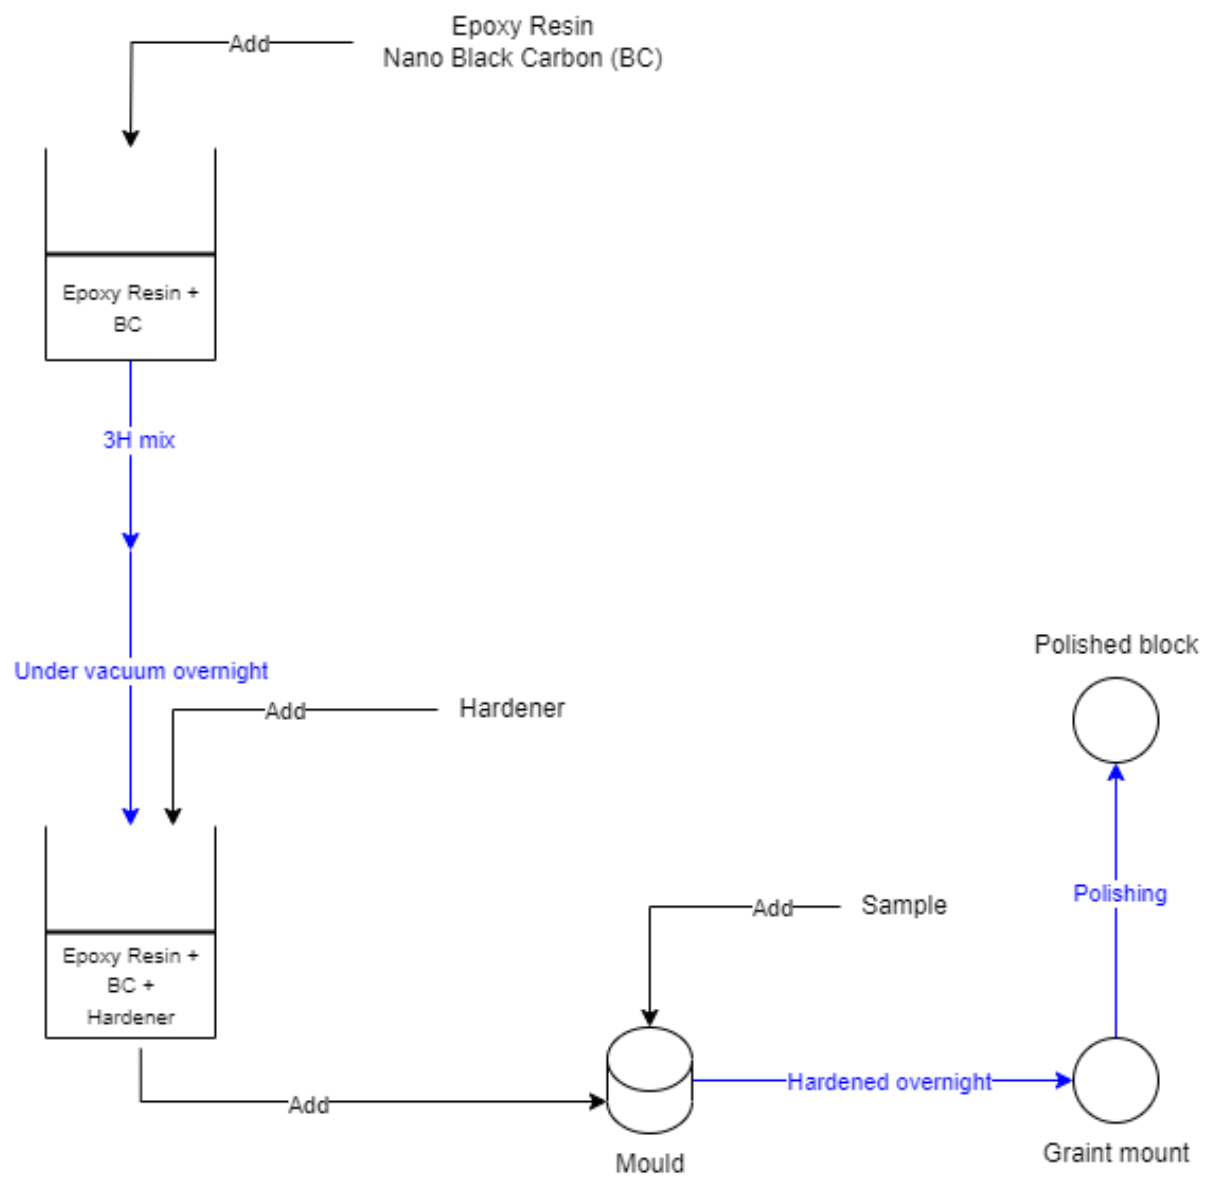 Epoxy Resin
Nano Black Carbon (BC)
Add
Epoxy Resin +
BC
3H mix
Under vacuum overnight
Add
Hardener
Epoxy Resin +
BC +
Hardener
Add
Add
Sample
Mould
Hardened overnight
Graint mount
Polishing
Polished block